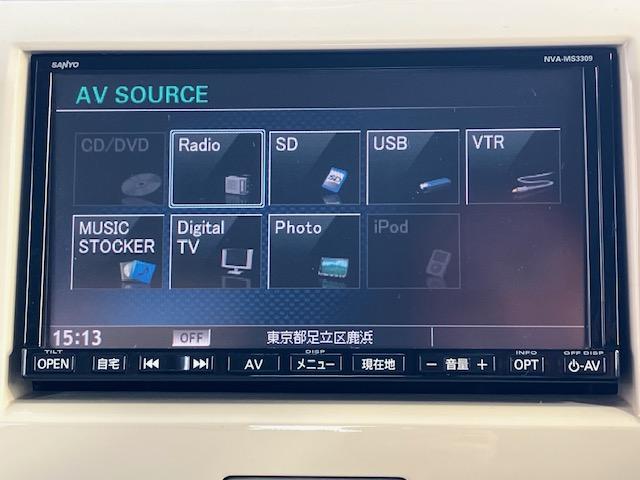 SANYO
NVA-MS3309
AV SOURCE
CD/DVD
Radio
SD
USB
VTR
MUSIC
STOCKER
Digital
TV
Photo
iPod
15:13
OFF
東京都足立区鹿浜
TILT
DISP
INFO
OFF DISP
OPEN
自宅
AV
メニュー
現在地
− 音量 +
OPT
-AV